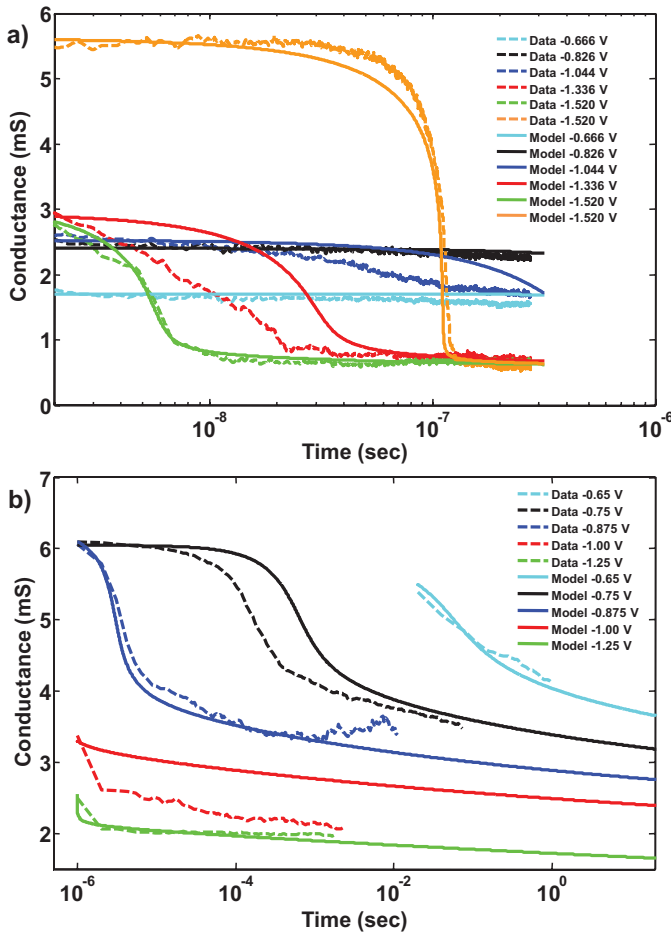 a)
Conductance (mS)
6
5
4
3
2
1
0
Data -0.666 V
Data -0.826 V
Data -1.044 V
Data -1.336 V
Data -1.520 V
Data -1.520 V
Model -0.666 V
Model -0.826 V
Model -1.044 V
Model -1.336 V
Model -1.520 V
Model -1.520 V
10⁻⁸ 10⁻⁷ 10⁻⁶
Time (sec)
b)
Conductance (mS)
7
6
5
4
3
2
Data -0.65 V
Data -0.75 V
Data -0.875 V
Data -1.00 V
Data -1.25 V
Model -0.65 V
Model -0.75 V
Model -0.875 V
Model -1.00 V
Model -1.25 V
10⁻⁶ 10⁻⁴ 10⁻² 10⁰
Time (sec)